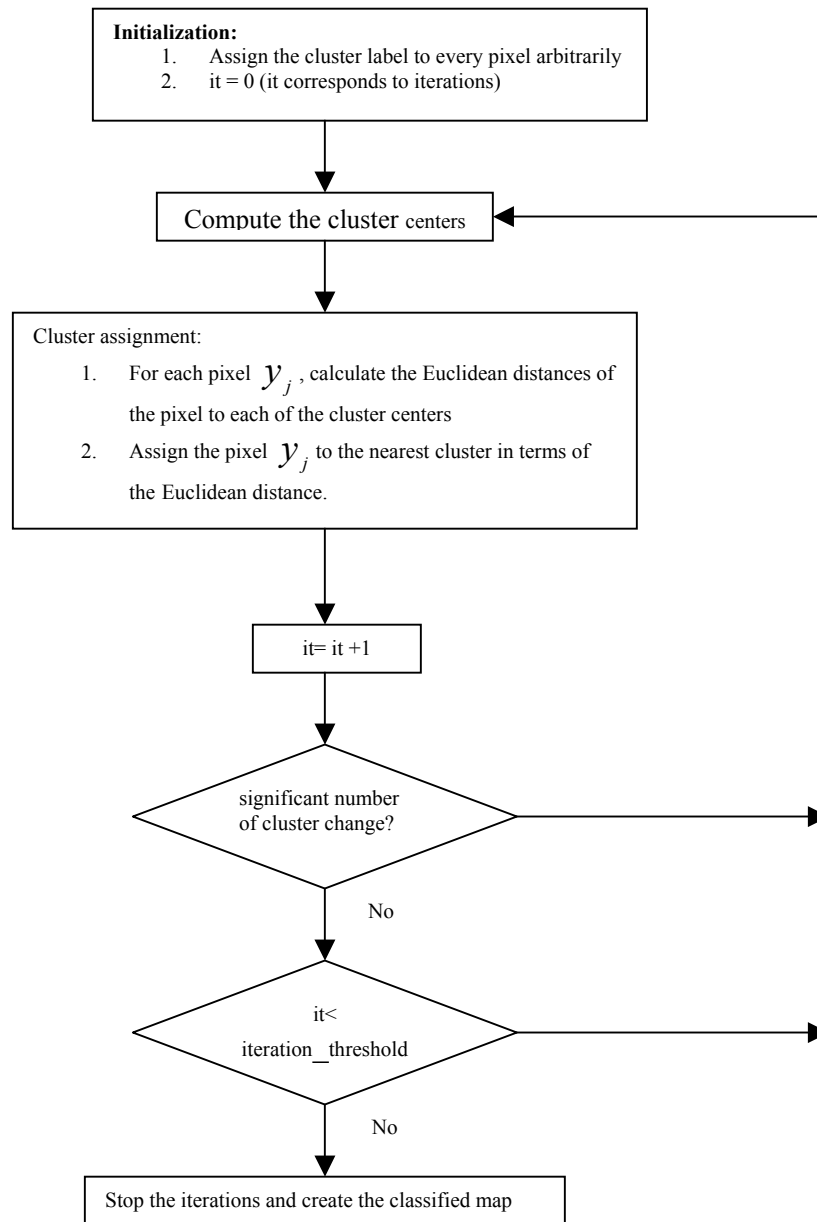 Initialization:
1. Assign the cluster label to every pixel arbitrarily
2. it = 0 (it corresponds to iterations)
Compute the cluster centers
Cluster assignment:
1. For each pixel y_j , calculate the Euclidean distances of
the pixel to each of the cluster centers
2. Assign the pixel y_j to the nearest cluster in terms of
the Euclidean distance.
it= it +1
significant number
of cluster change?
No
it<
iteration_threshold
No
Stop the iterations and create the classified map